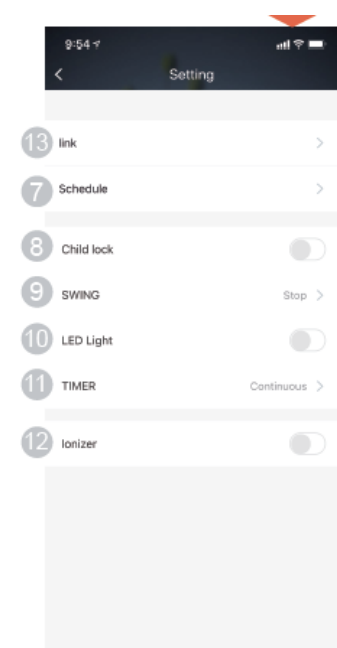 9:54
Setting
13 link
7 Schedule
8 Child lock
9 SWING Stop
10 LED Light
11 TIMER Continuous
12 Ionizer